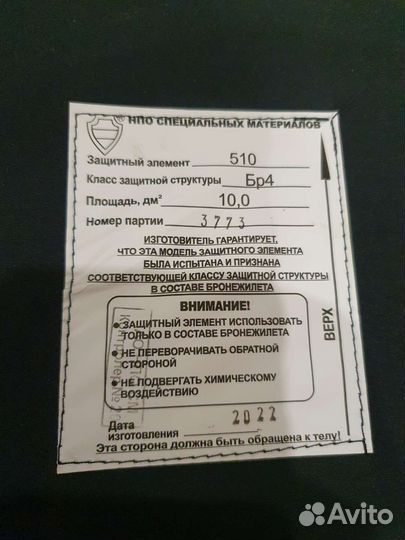 ® НПО СПЕЦИАЛЬНЫХ МАТЕРИАЛОВ
Защитный элемент 510
Класс защитной структуры Бр4
Площадь, дм² 10,0
Номер партии 3773
ИЗГОТОВИТЕЛЬ ГАРАНТИРУЕТ,
ЧТО ЭТА МОДЕЛЬ ЗАЩИТНОГО ЭЛЕМЕНТА
БЫЛА ИСПЫТАНА И ПРИЗНАНА
СООТВЕТСТВУЮЩЕЙ КЛАССУ ЗАЩИТНОЙ СТРУКТУРЫ
В СОСТАВЕ БРОНЕЖИЛЕТА
ВНИМАНИЕ!
• ЗАЩИТНЫЙ ЭЛЕМЕНТ ИСПОЛЬЗОВАТЬ
ТОЛЬКО В СОСТАВЕ БРОНЕЖИЛЕТА
• НЕ ПЕРЕВОРАЧИВАТЬ ОБРАТНОЙ
СТОРОНОЙ
• НЕ ПОДВЕРГАТЬ ХИМИЧЕСКОМУ
ВОЗДЕЙСТВИЮ
ВЕРХ
Дата
изготовления 2022
Эта сторона должна быть обращена к телу!
Avito